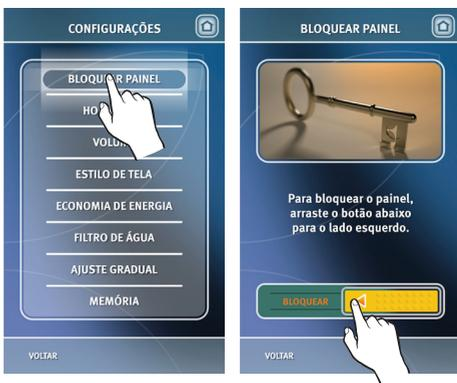 CONFIGURAÇÕES
BLOQUEAR PAINEL
ESTILO DE TELA
ECONOMIA DE ENERGIA
FILTRO DE ÁGUA
AJUSTE GRADUAL
MEMÓRIA
VOLTAR
BLOQUEAR PAINEL
Para bloquear o painel,
arraste o botão abaixo
para o lado esquerdo.
BLOQUEAR
VOLTAR